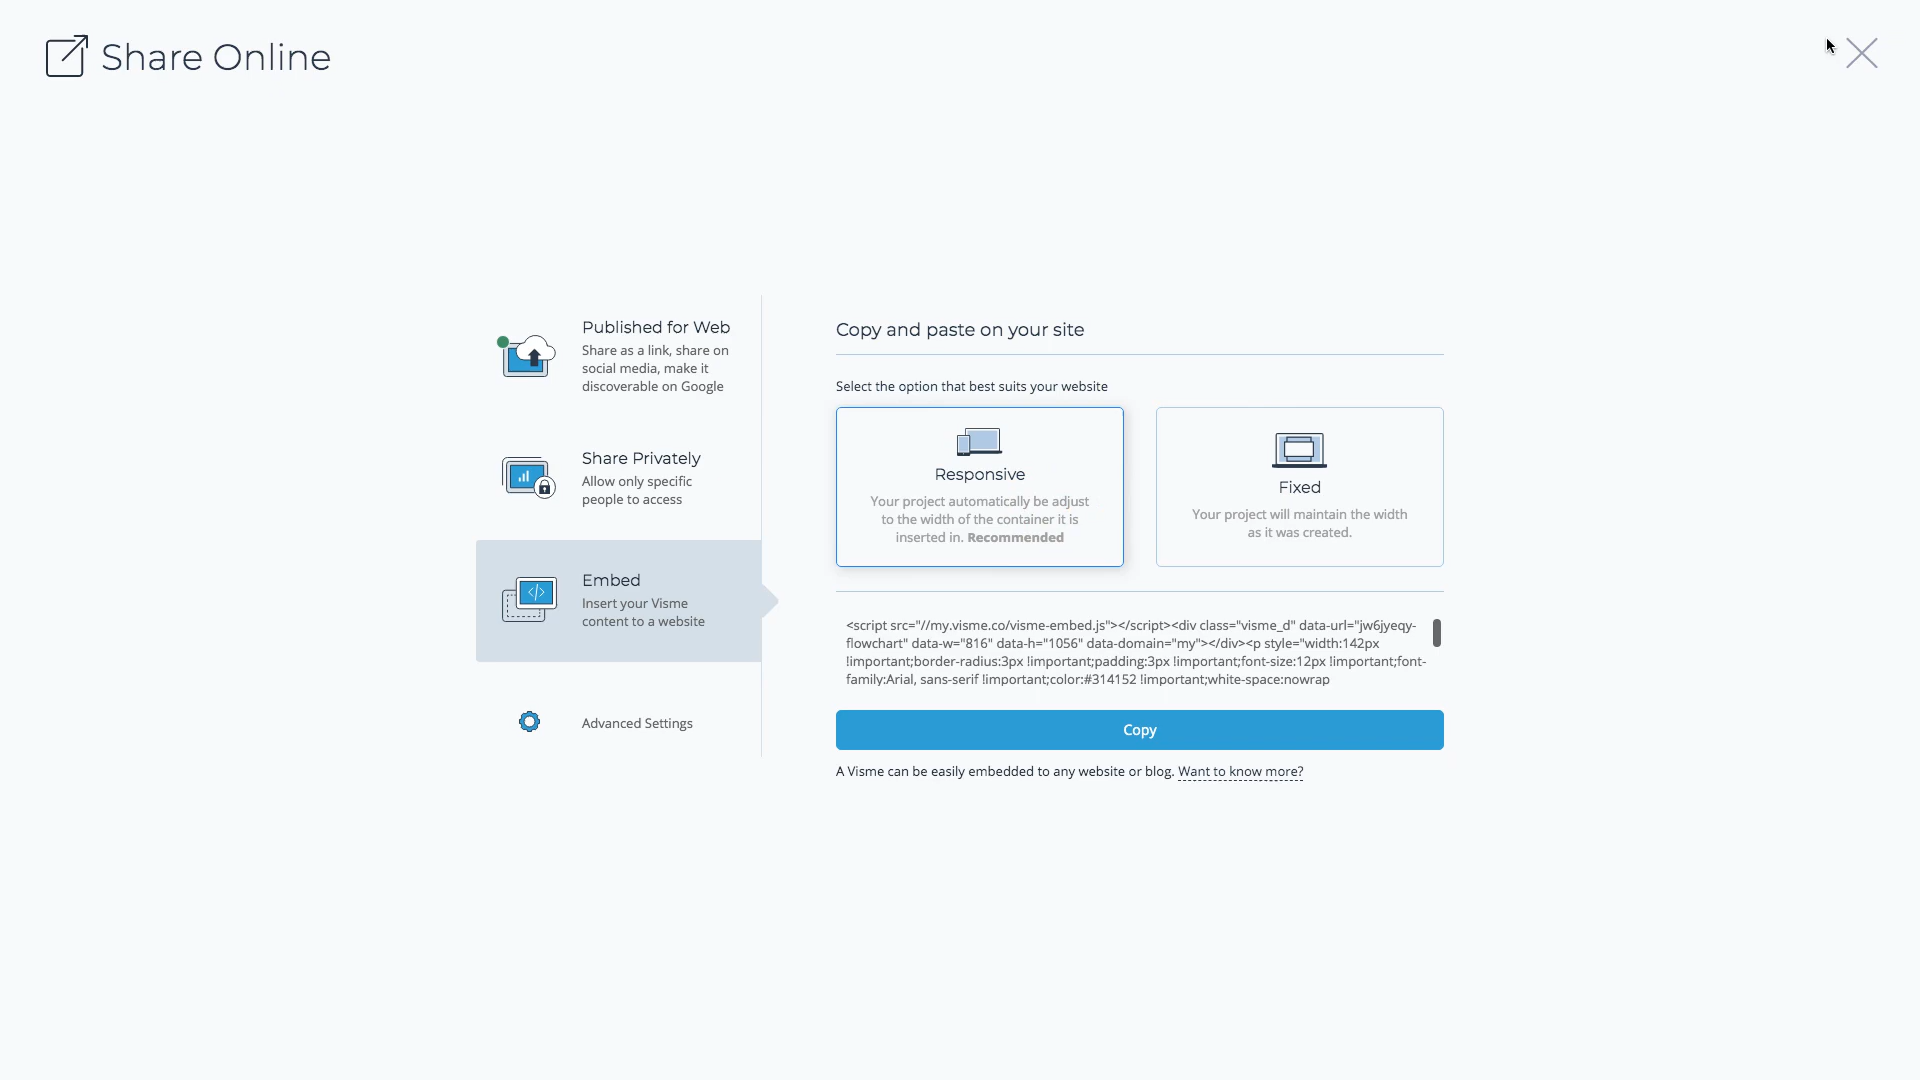 Share Online
Published for Web
Share as a link, share on
social media, make it
discoverable on Google
Share Privately
Allow only specific
people to access
Embed
Insert your Visme
content to a website
Advanced Settings
Copy and paste on your site
Select the option that best suits your website
Responsive
Your project automatically be adjust
to the width of the container it is
inserted in. Recommended
Fixed
Your project will maintain the width
as it was created.
<script src="//my.visme.co/visme-embed.js"></script><div class="visme_d" data-url="jw6jyeqy-
flowchart" data-w="816" data-h="1056" data-domain="my"></div><p style="width:142px
!important;border-radius:3px !important;padding:3px !important;font-size:12px !important;font-
family:Arial, sans-serif !important;color:#314152 !important;white-space:nowrap
Copy
A Visme can be easily embedded to any website or blog. Want to know more?